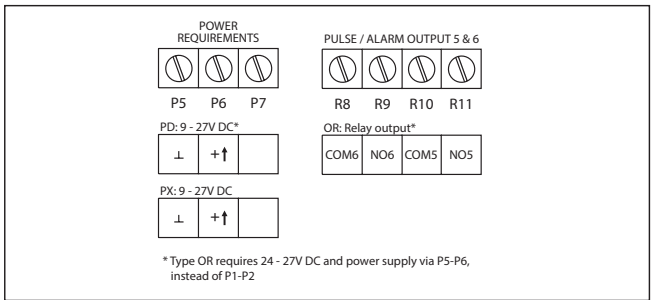 POWER
REQUIREMENTS
PULSE / ALARM OUTPUT 5 & 6
P5 P6 P7
R8 R9 R10 R11
PD: 9 - 27V DC*
⊥ +↑
OR: Relay output*
COM6 NO6 COM5 NO5
PX: 9 - 27V DC
⊥ +↑
* Type OR requires 24 - 27V DC and power supply via P5-P6,
instead of P1-P2